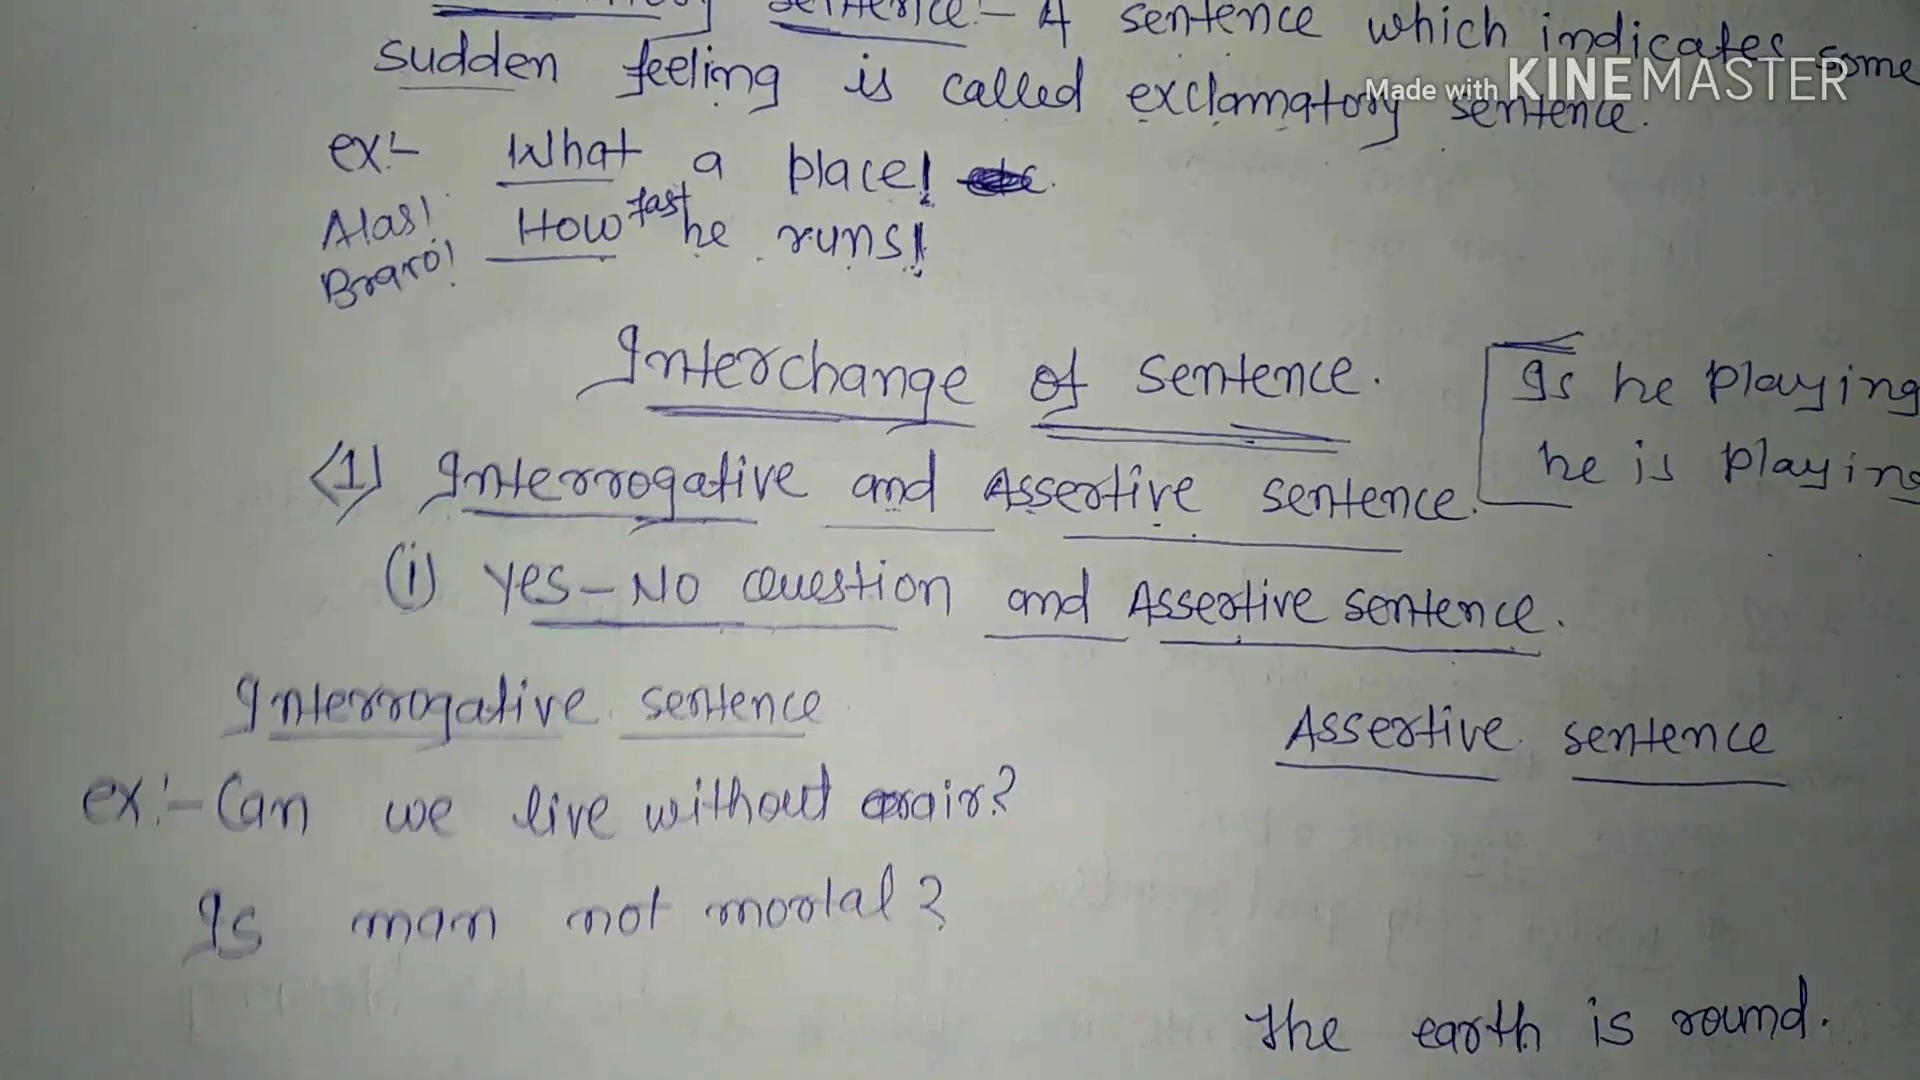 sentence:- A sentence which indicates some
sudden feeling is called exclamatory sentence.
Made with KINEMASTER
ex:- What a place!
Alas! How fast he runs!
Bravo!
Interchange of sentence.
Is he playing
he is playing
(1) Interrogative and Assertive sentence.
(i) Yes-No Question and Assertive sentence.
Interrogative sentence
Assertive sentence
ex:- Can we live without air?
Is man not mortal?
The earth is round.